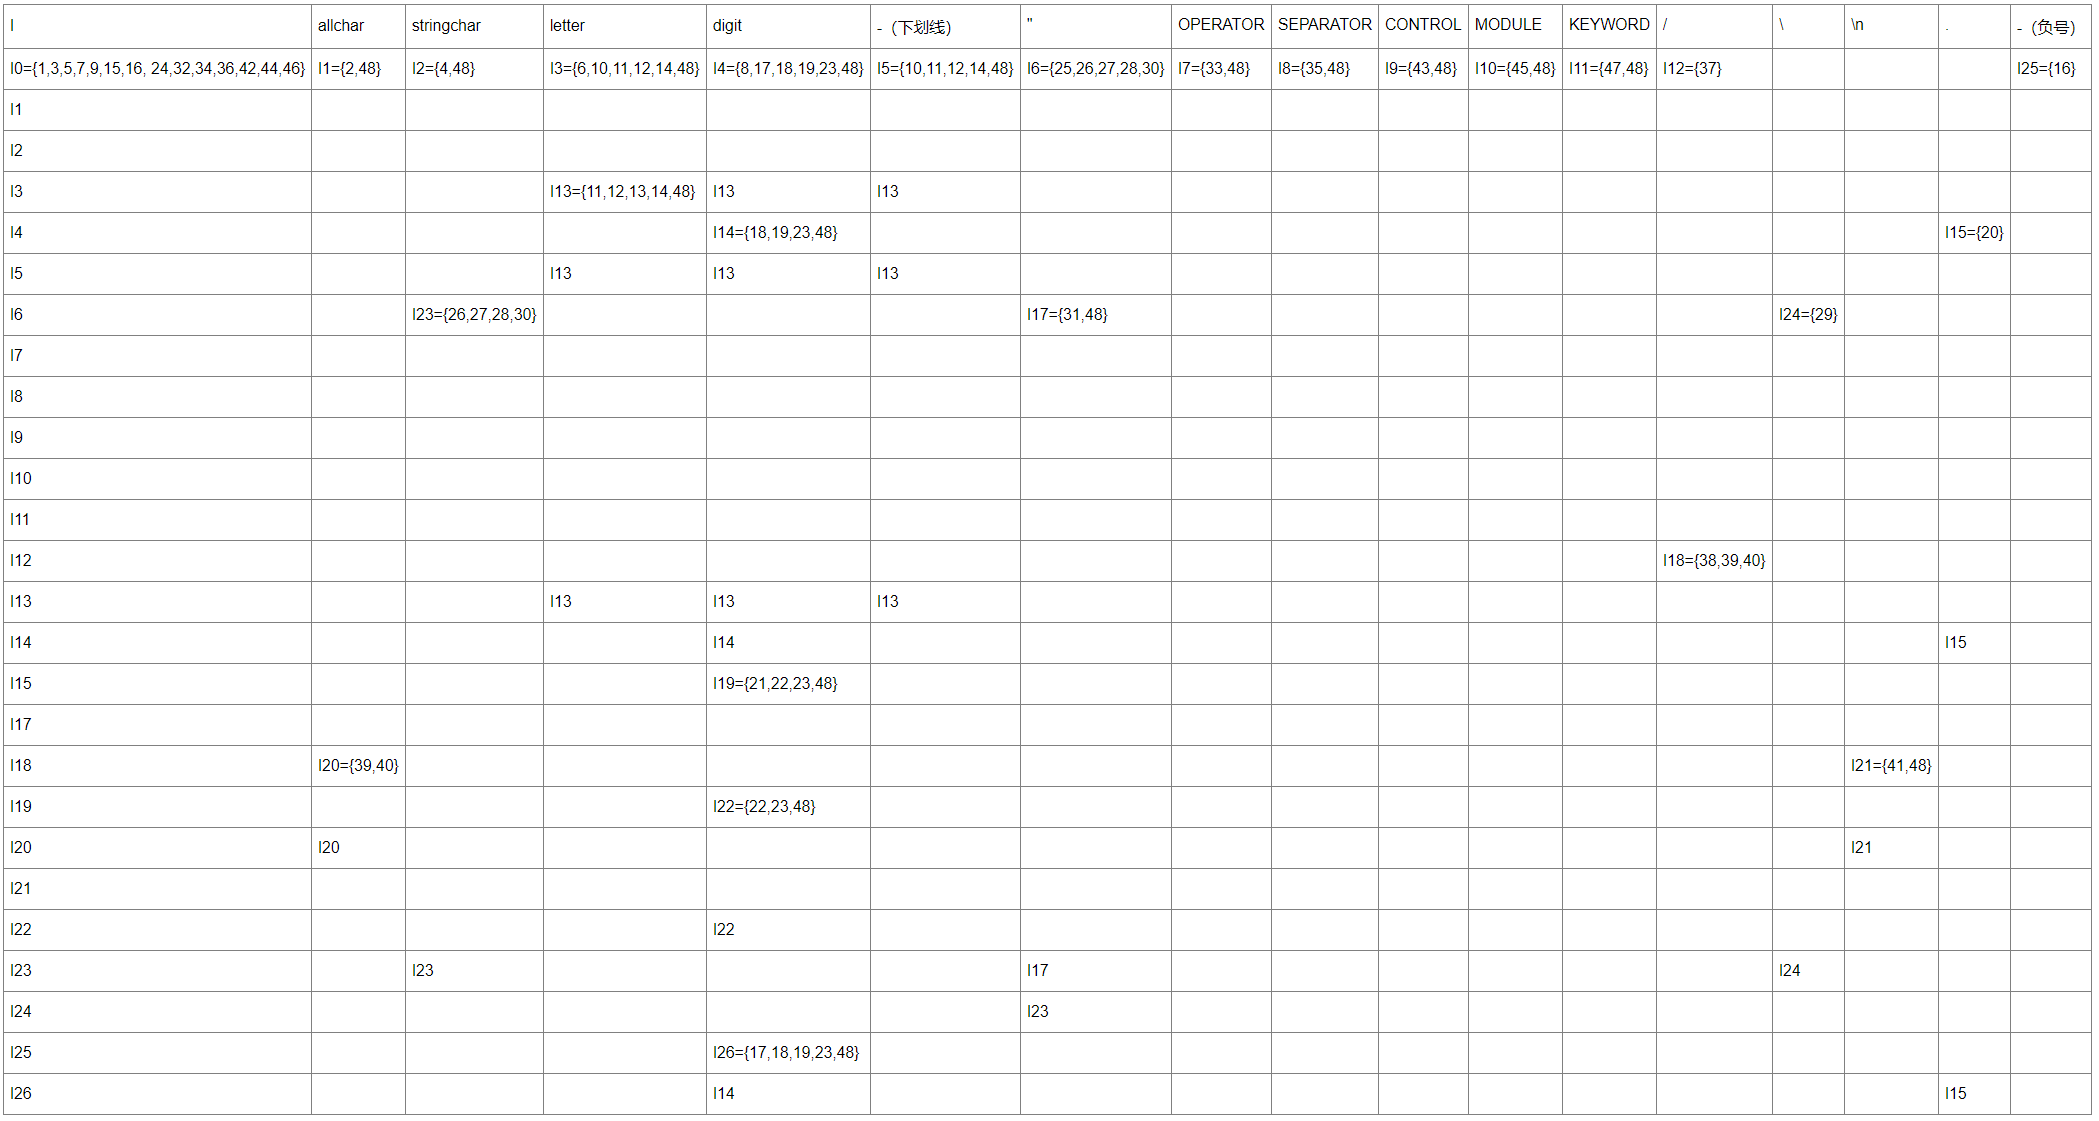 I allchar stringchar letter digit -（下划线） " OPERATOR SEPARATOR CONTROL MODULE KEYWORD / \ \n . -（负号）
I0={1,3,5,7,9,15,16, 24,32,34,36,42,44,46} I1={2,48} I2={4,48} I3={6,10,11,12,14,48} I4={8,17,18,19,23,48} I5={10,11,12,14,48} I6={25,26,27,28,30} I7={33,48} I8={35,48} I9={43,48} I10={45,48} I11={47,48} I12={37} I25={16}
I1
I2
I3 I13={11,12,13,14,48} I13 I13
I4 I14={18,19,23,48} I15={20}
I5 I13 I13 I13
I6 I23={26,27,28,30} I17={31,48} I24={29}
I7
I8
I9
I10
I11
I12 I18={38,39,40}
I13 I13 I13 I13
I14 I14 I15
I15 I19={21,22,23,48}
I17
I18 I20={39,40} I21={41,48}
I19 I22={22,23,48}
I20 I20 I21
I21
I22 I22
I23 I23 I17 I24
I24 I23
I25 I26={17,18,19,23,48}
I26 I14 I15